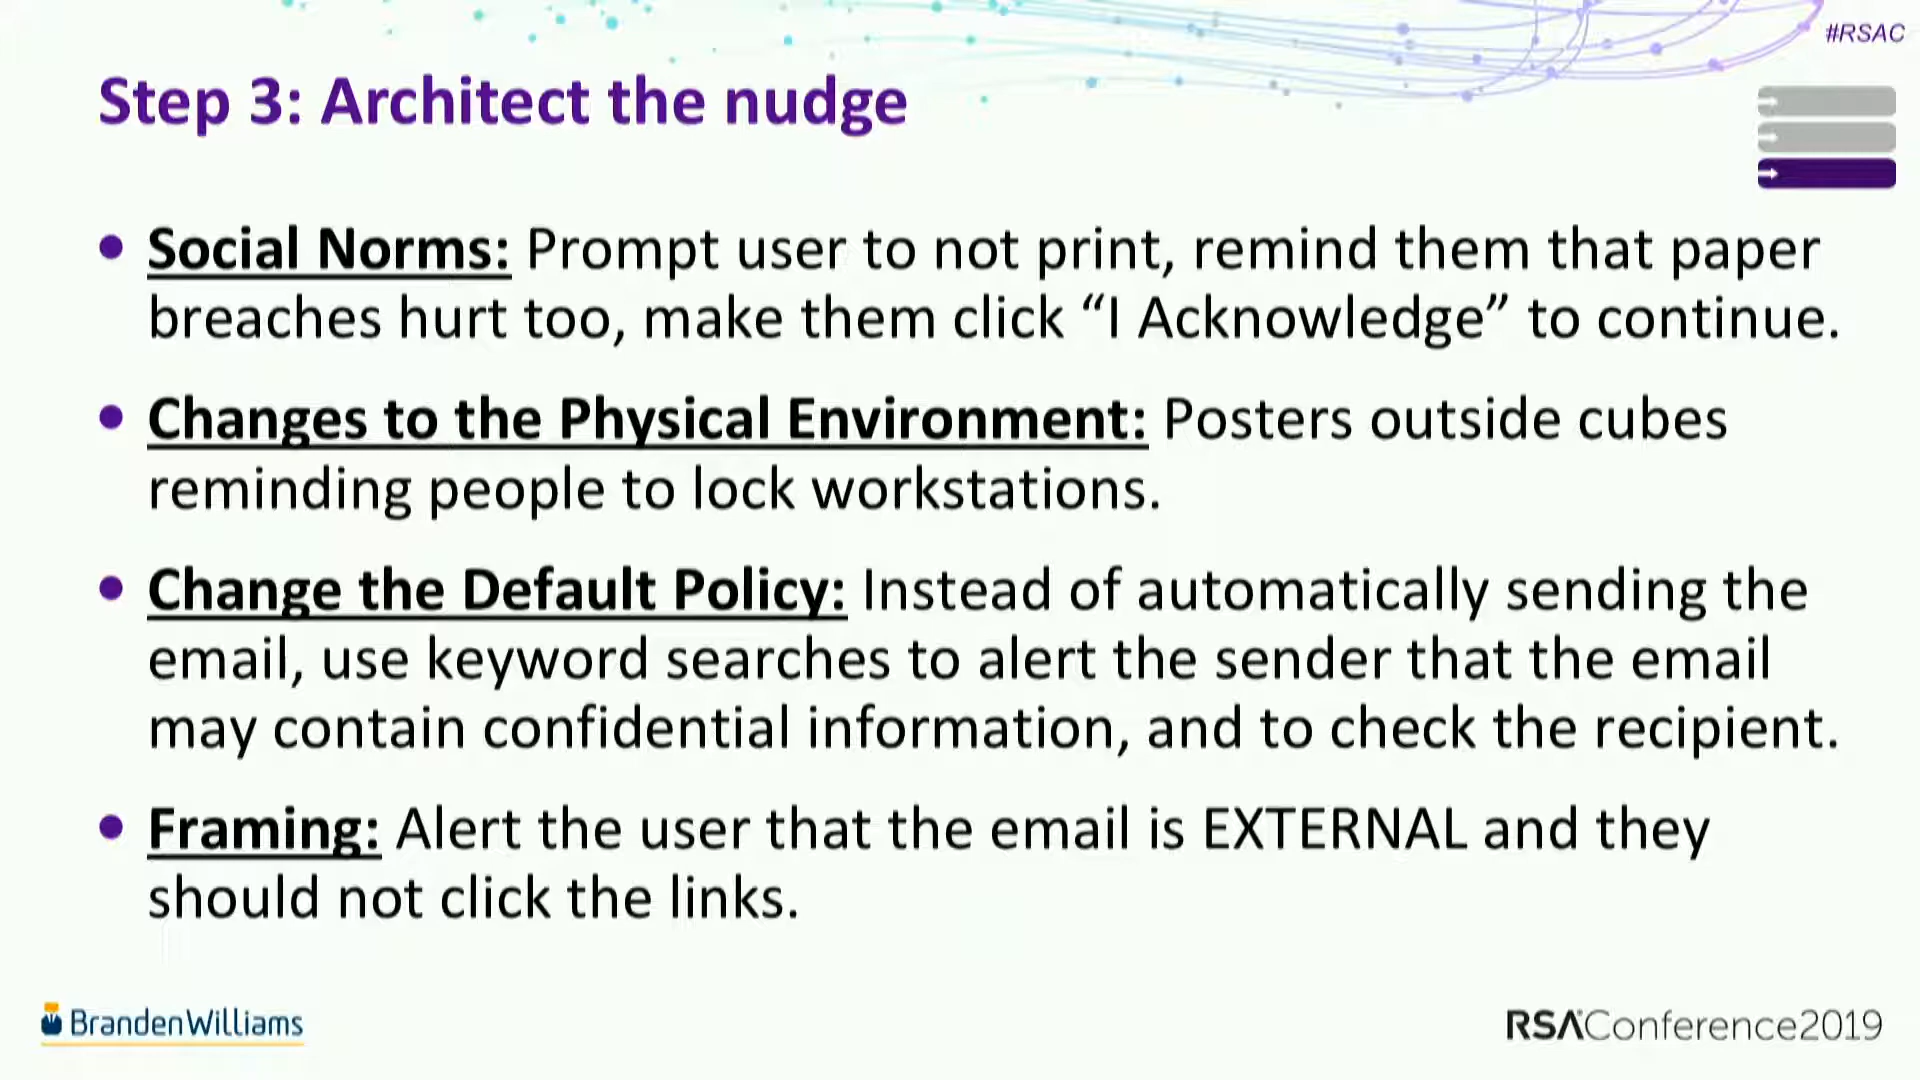 #RSAC
Step 3: Architect the nudge
• Social Norms: Prompt user to not print, remind them that paper
breaches hurt too, make them click “I Acknowledge” to continue.
• Changes to the Physical Environment: Posters outside cubes
reminding people to lock workstations.
• Change the Default Policy: Instead of automatically sending the
email, use keyword searches to alert the sender that the email
may contain confidential information, and to check the recipient.
• Framing: Alert the user that the email is EXTERNAL and they
should not click the links.
BrandenWilliams
RSAConference2019